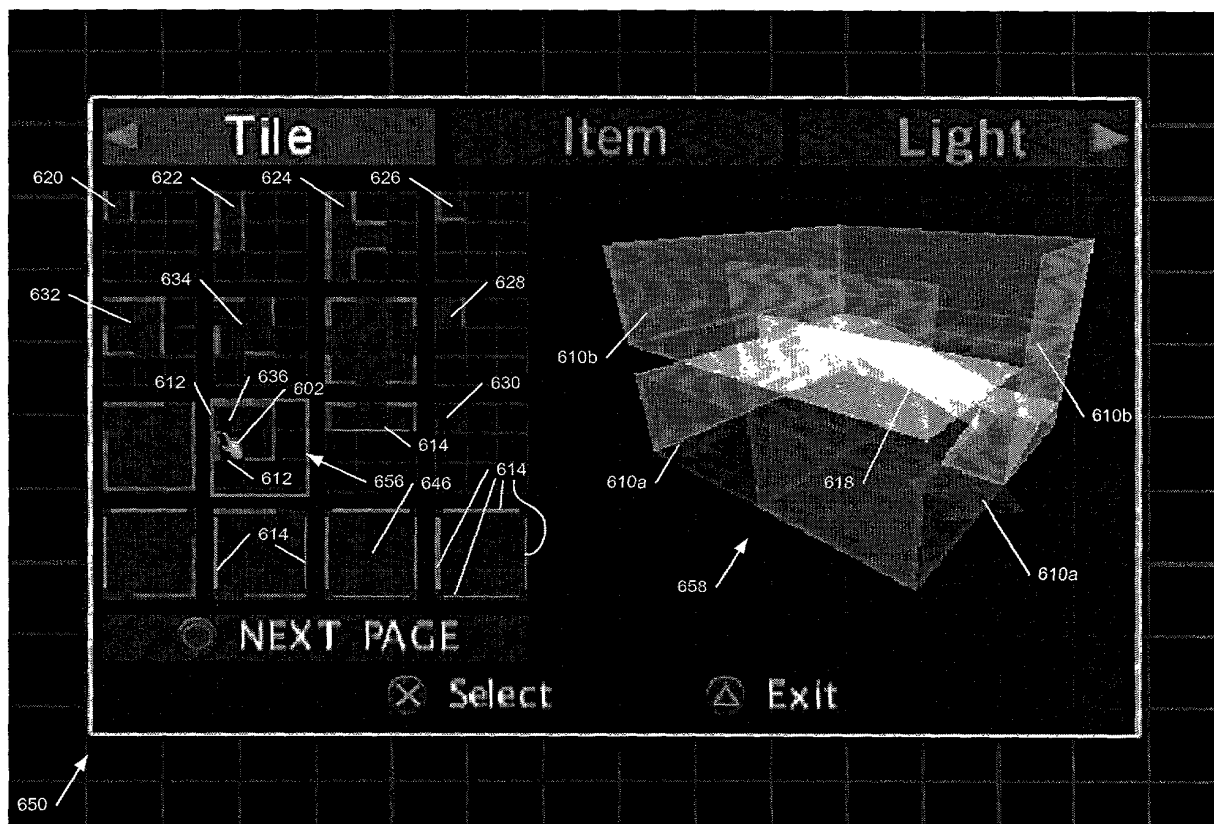 Tile Item Light
620 622 624 626
632 634 628
610b 610b
612 636 602 630
614
612 656 646 614 610a 618
614 658 610a
NEXT PAGE
Select Exit
650